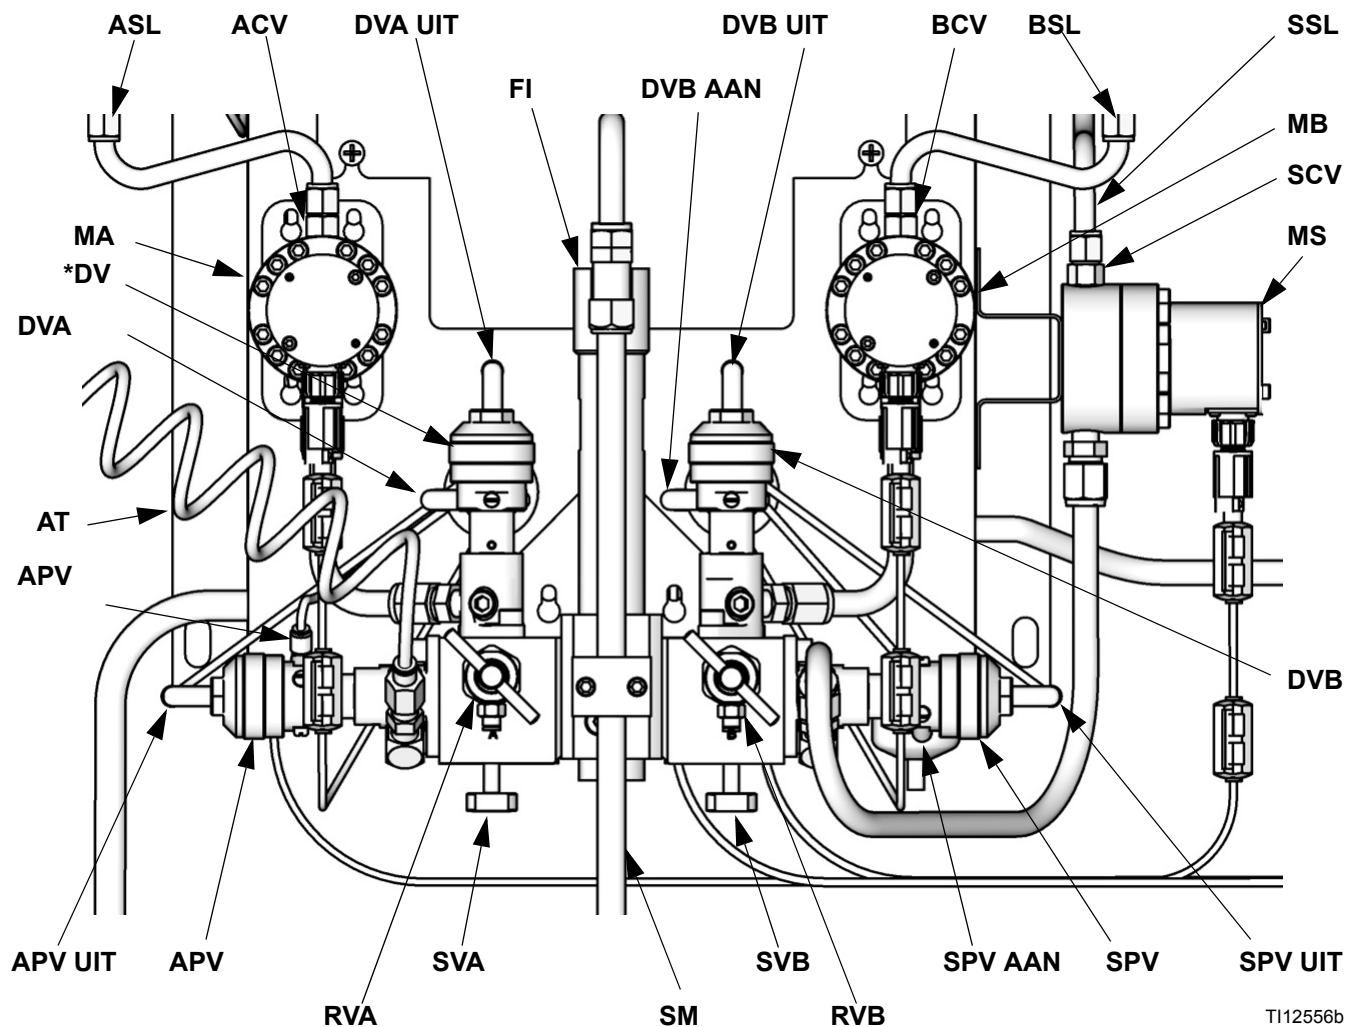 ASL ACV DVA UIT DVB UIT BCV BSL SSL
FI DVB AAN
MB
SCV
MA MS
*DV
DVA
AT
APV
DVB
APV UIT APV SVA SVB SPV AAN SPV SPV UIT
RVA SM RVB
TI12556b
A
B